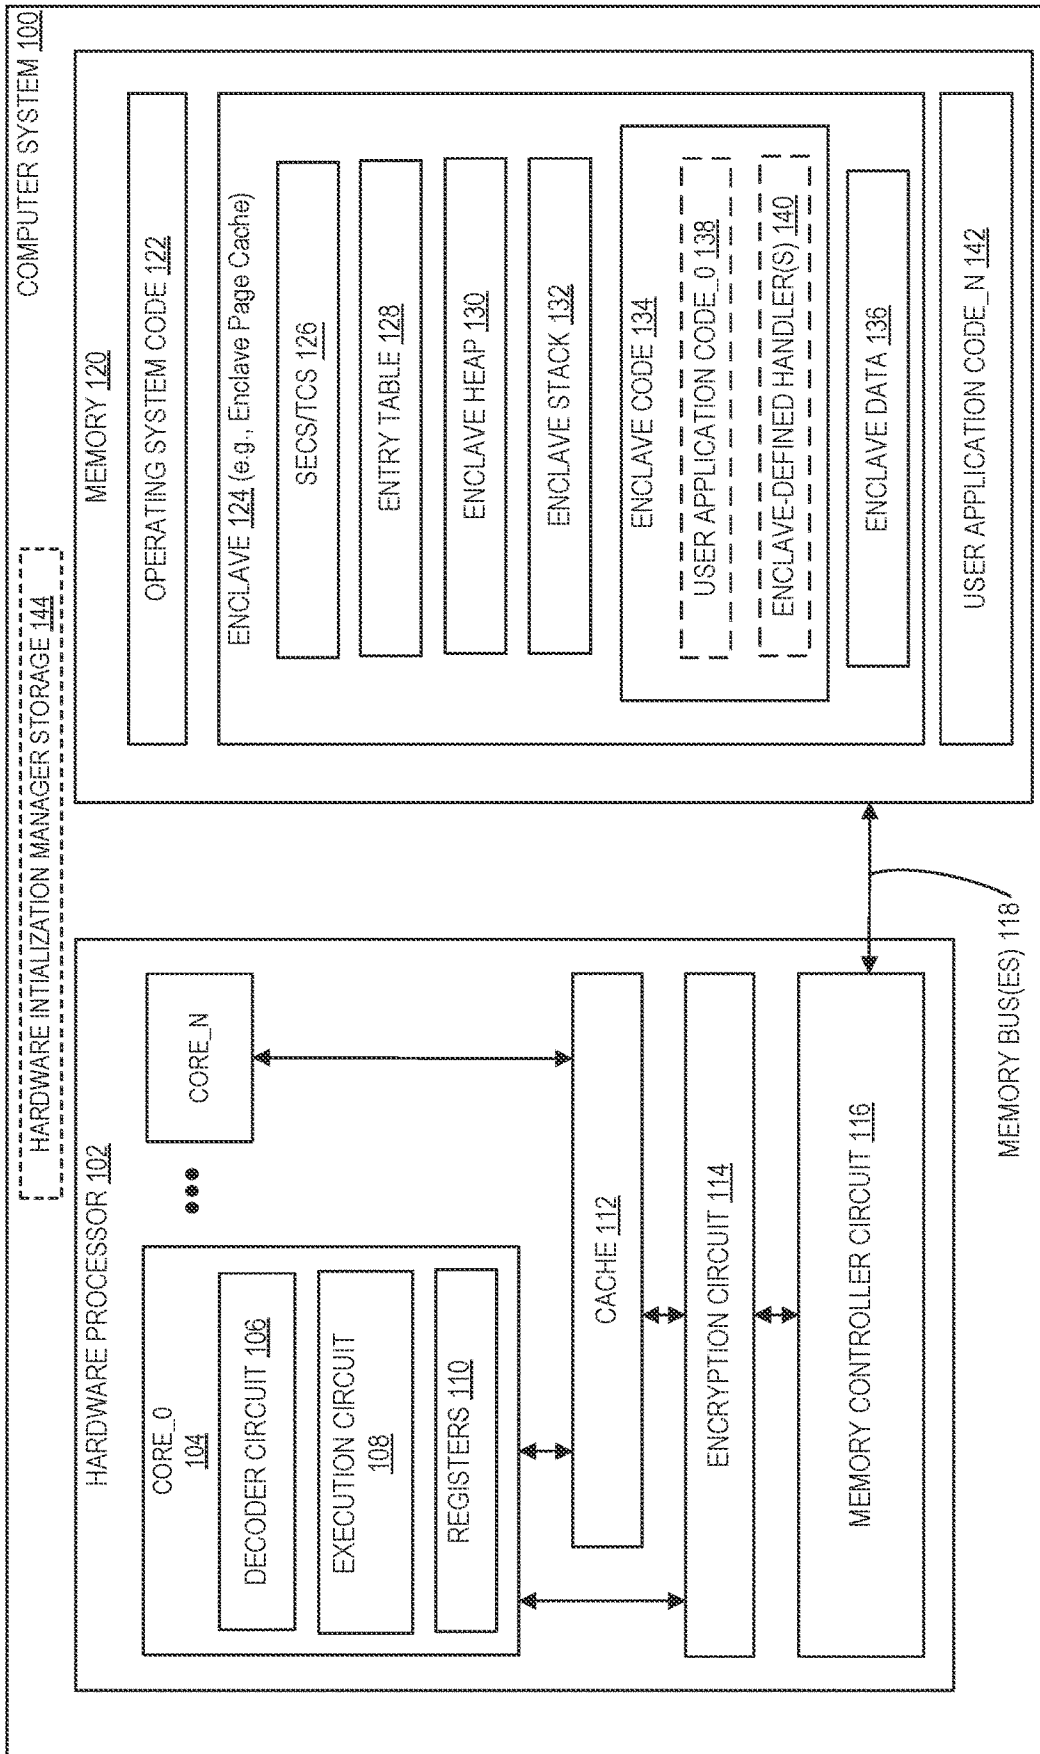 COMPUTER SYSTEM 100
HARDWARE INTIALIZATION MANAGER STORAGE 144
HARDWARE PROCESSOR 102
CORE_0
104
DECODER CIRCUIT 106
EXECUTION CIRCUIT
108
REGISTERS 110
CORE_N
CACHE 112
ENCRYPTION CIRCUIT 114
MEMORY CONTROLLER CIRCUIT 116
MEMORY BUS(ES) 118
MEMORY 120
OPERATING SYSTEM CODE 122
ENCLAVE 124 (e.g., Enclave Page Cache)
SECS/TCS 126
ENTRY TABLE 128
ENCLAVE HEAP 130
ENCLAVE STACK 132
ENCLAVE CODE 134
USER APPLICATION CODE_0 138
ENCLAVE-DEFINED HANDLER(S) 140
ENCLAVE DATA 136
USER APPLICATION CODE_N 142